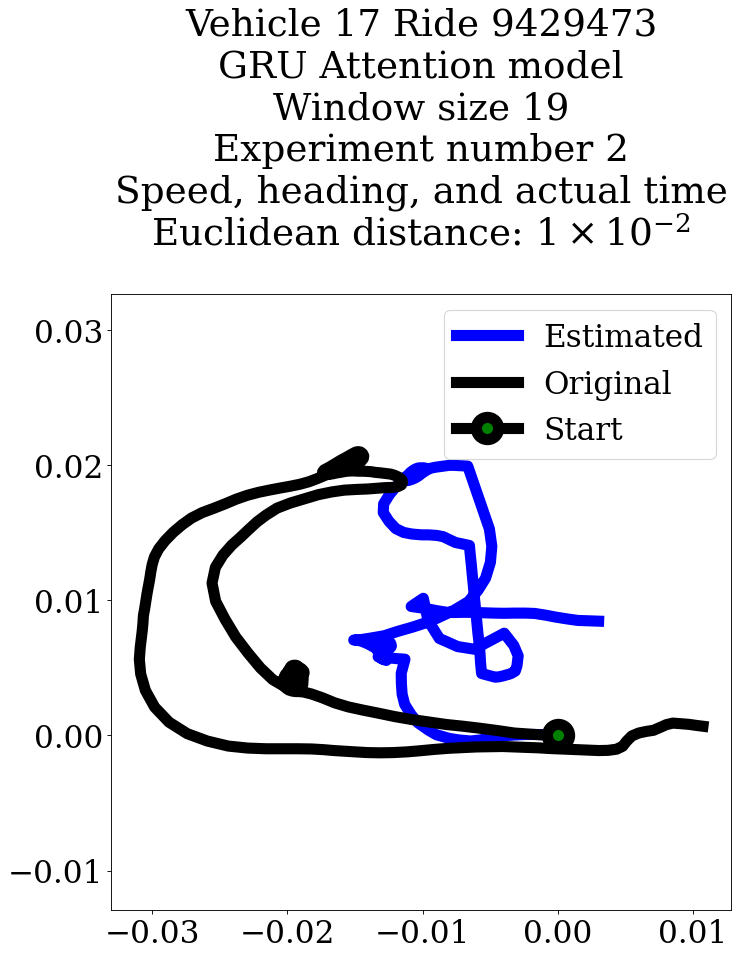 Vehicle 17 Ride 9429473
GRU Attention model
Window size 19
Experiment number 2
Speed, heading, and actual time
Euclidean distance: 1 × 10⁻²
Estimated
Original
Start
0.03
0.02
0.01
0.00
−0.01
−0.03 −0.02 −0.01 0.00 0.01